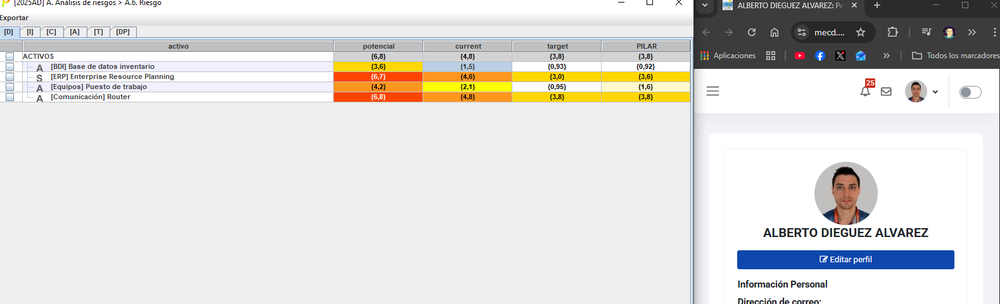 [2025AD] A. Análisis de riesgos > A.6. Riesgo
Exportar
[D] [I] [C] [A] [T] [DP]
activo potencial current target PILAR
ACTIVOS {6,8} {4,8} {3,8} {3,8}
A [BDI] Base de datos inventario {3,6} {1,5} {0,93} {0,92}
S [ERP] Enterprise Resource Planning {6,7} {4,6} {3,0} {3,6}
A [Equipos] Puesto de trabajo {4,2} {2,1} {0,95} {1,6}
A [Comunicación] Router {6,8} {4,8} {3,8} {3,8}
ALBERTO DIEGUEZ ALVAREZ: Pe
mecd....
Aplicaciones
Todos los marcadores
25
ALBERTO DIEGUEZ ALVAREZ
Editar perfil
Información Personal
Dirección de correo: